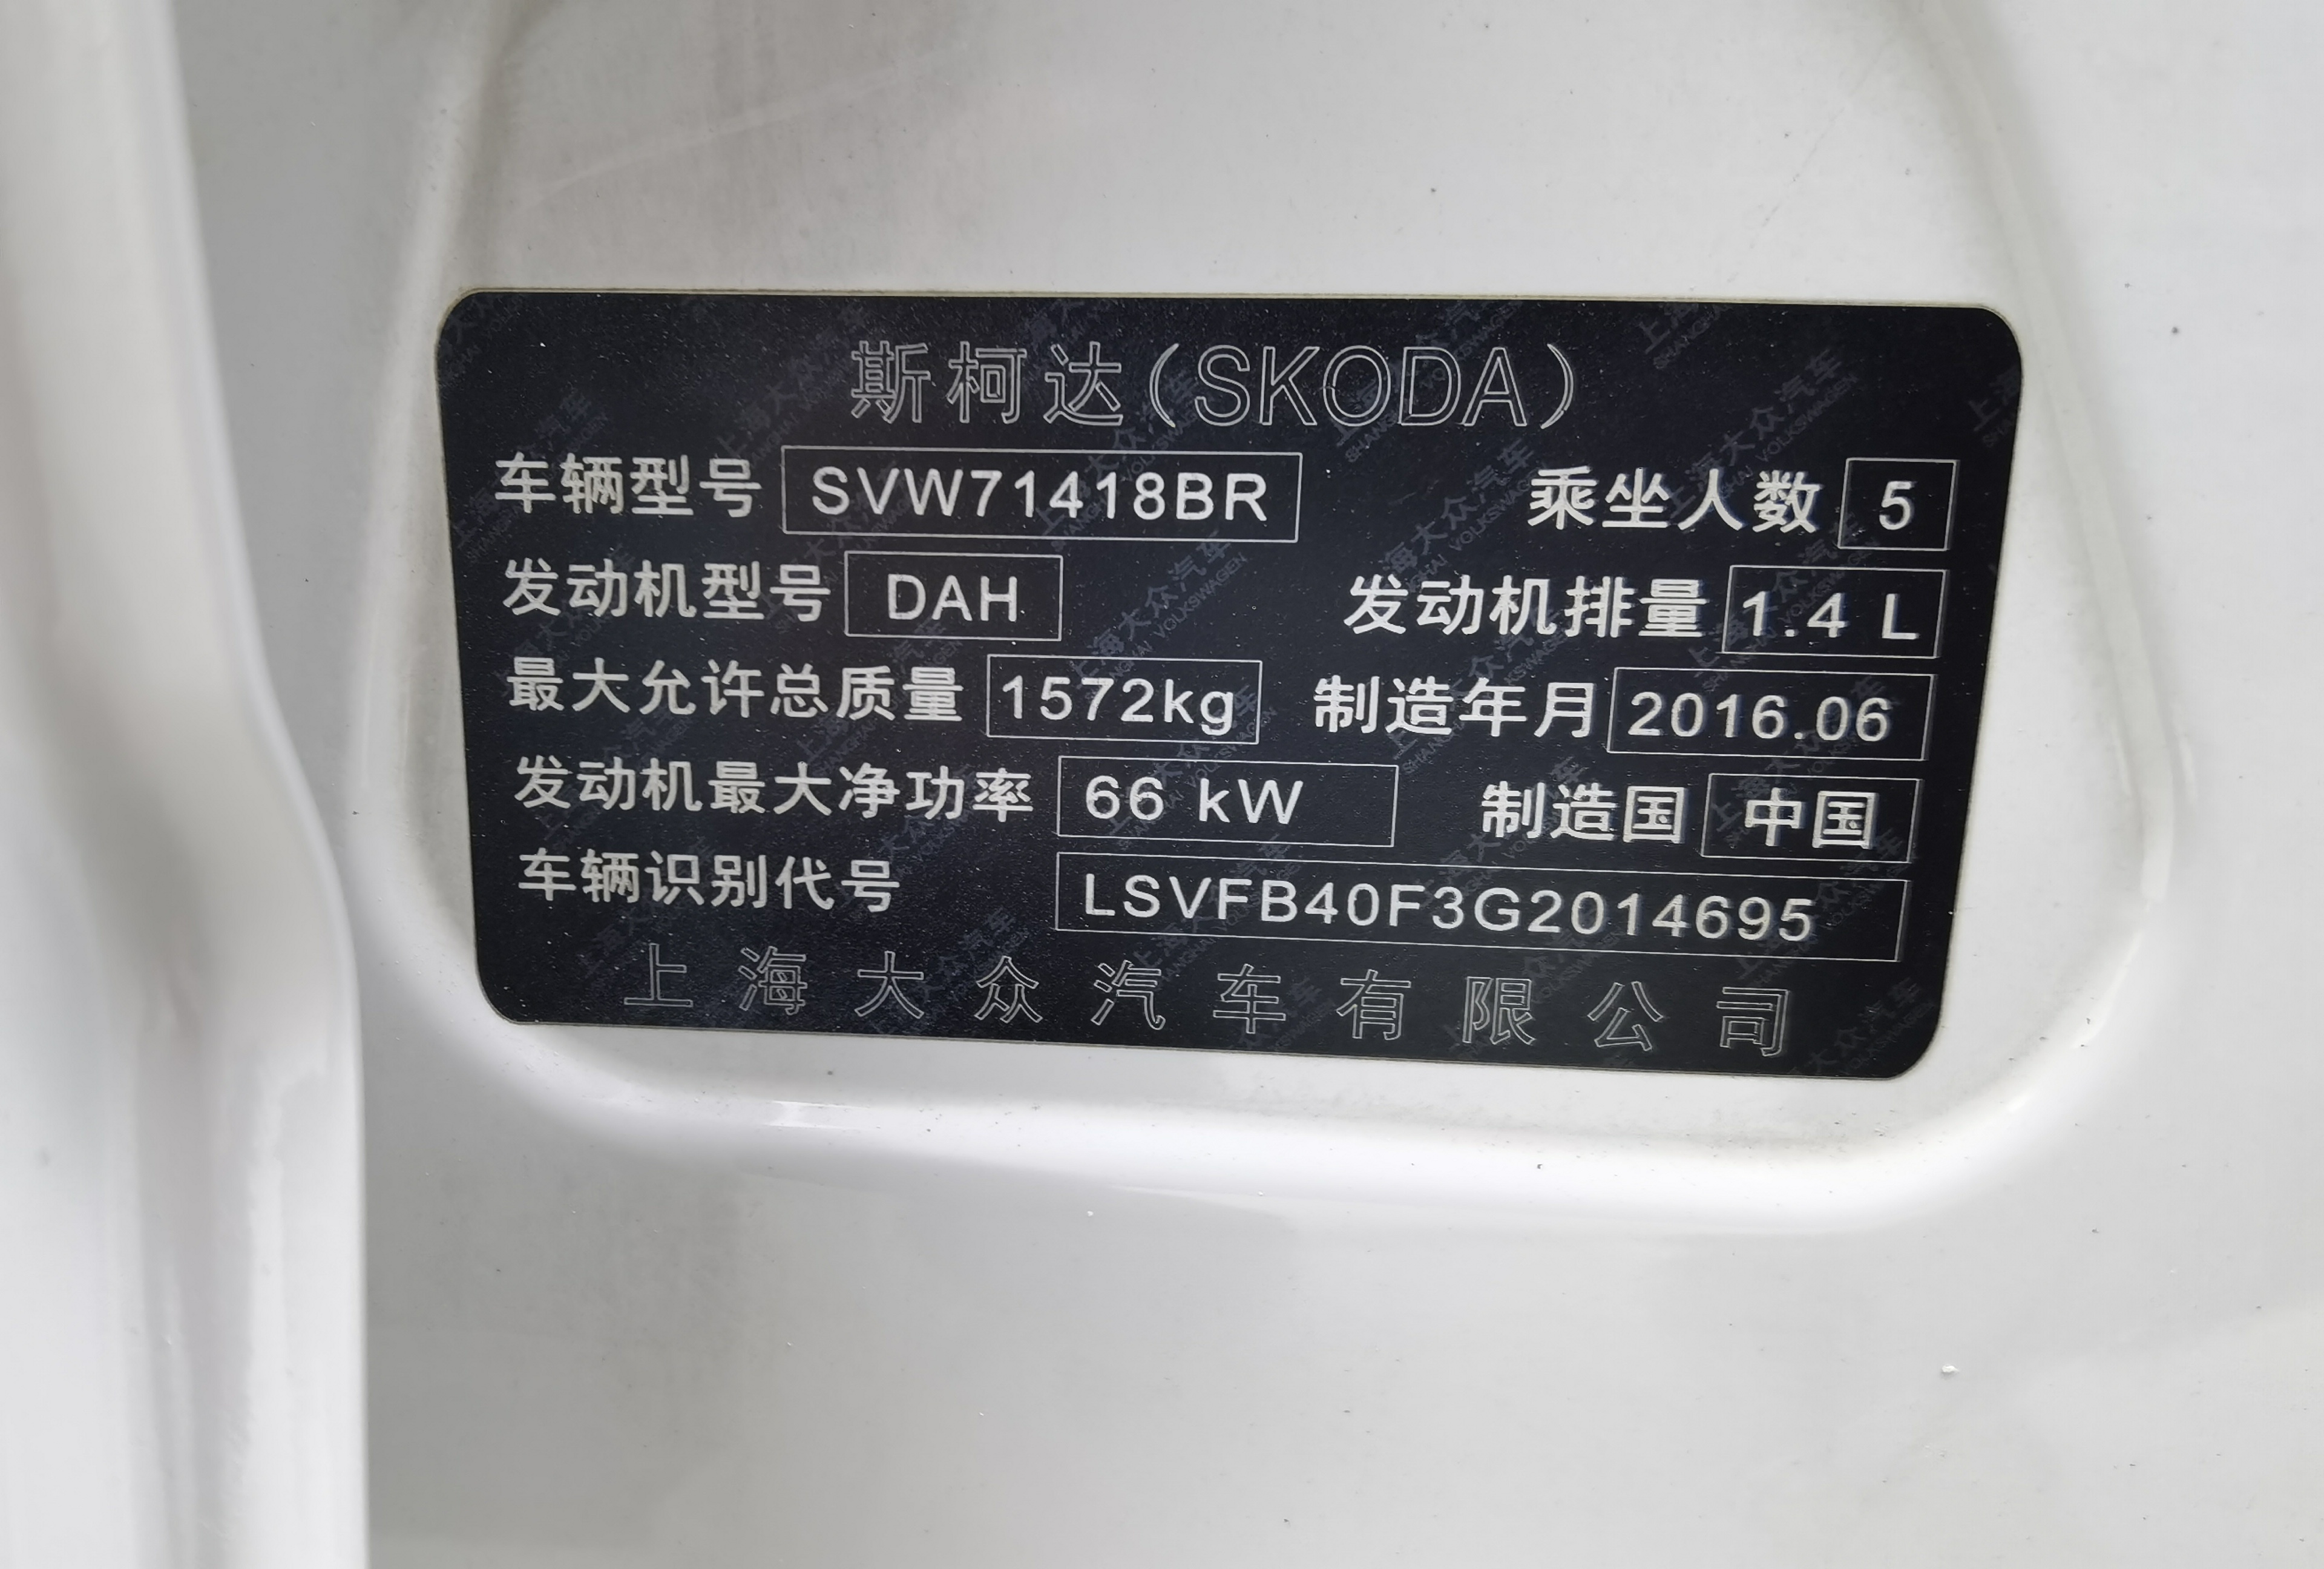 斯柯达(SKODA)
车辆型号 SVW71418BR 乘坐人数 5
发动机型号 DAH 发动机排量 1.4 L
最大允许总质量 1572kg 制造年月 2016.06
发动机最大净功率 66 kW 制造国 中国
车辆识别代号 LSVFB40F3G2014695
上海大众汽车有限公司